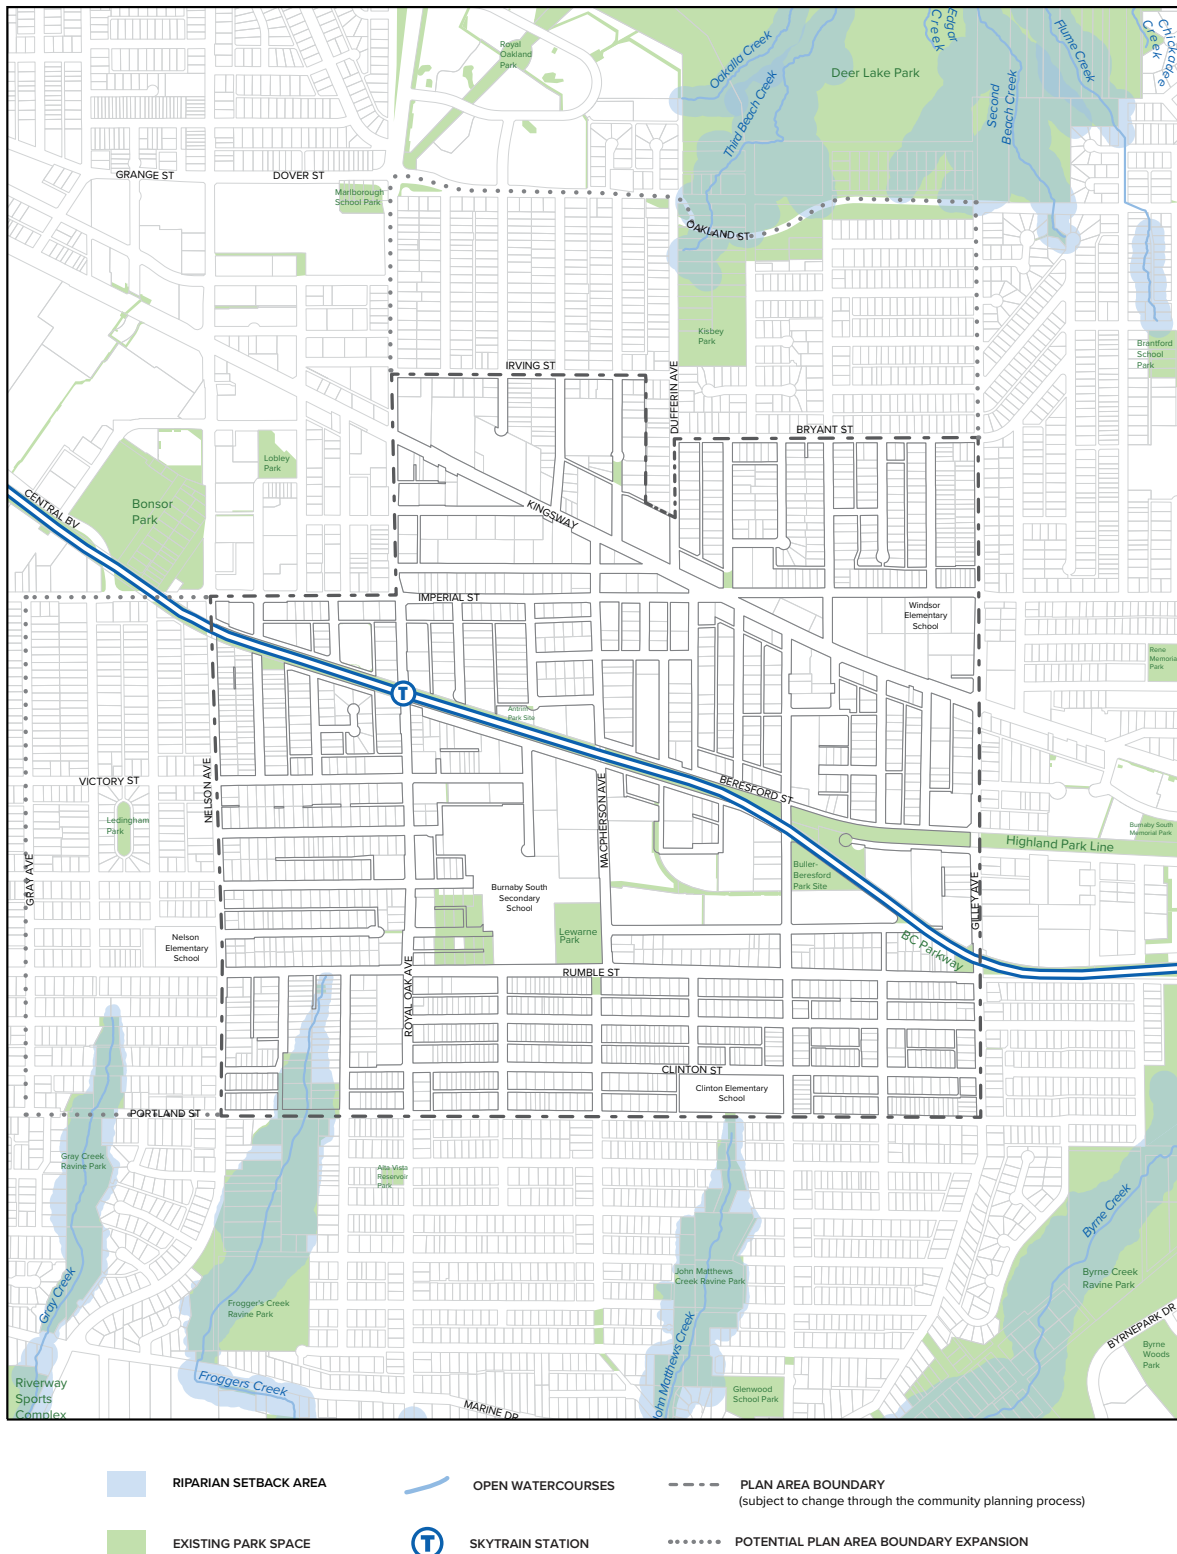 Royal
Oakland
Park
Oakalla Creek
Third Beach Creek
Edgar
Creek
Deer Lake Park
Second
Beach Creek
Flume Creek
Chickadee
Creek
GRANGE ST
DOVER ST
Marlborough
School Park
OAKLAND ST
Kisbey
Park
Brantford
School
Park
IRVING ST
DUFFERIN AVE
BRYANT ST
Lobley
Park
Bonsor
Park
CENTRAL BV
KINGSWAY
IMPERIAL ST
Windsor
Elementary
School
Rene
Memorial
Park
T
Antrim
Park Site
VICTORY ST
NELSON AVE
BERESFORD ST
MACPHERSON AVE
Ledingham
Park
Burnaby South
Memorial Park
Highland Park Line
GRAY AVE
Buller-
Beresford
Park Site
GILLEY AVE
Burnaby South
Secondary
School
Lewarne
Park
Nelson
Elementary
School
BC Parkway
ROYAL OAK AVE
RUMBLE ST
CLINTON ST
Clinton Elementary
School
PORTLAND ST
Gray Creek
Ravine Park
Alta Vista
Reservoir
Park
Byrne Creek
John Matthews
Creek Ravine Park
Byrne Creek
Ravine Park
Gray Creek
Frogger's Creek
Ravine Park
BYRNEPARK DR
Byrne
Woods
Park
John Matthews Creek
Froggers Creek
Riverway
Sports
Complex
Glenwood
School Park
MARINE DR
RIPARIAN SETBACK AREA
OPEN WATERCOURSES
PLAN AREA BOUNDARY
(subject to change through the community planning process)
EXISTING PARK SPACE
T
SKYTRAIN STATION
POTENTIAL PLAN AREA BOUNDARY EXPANSION